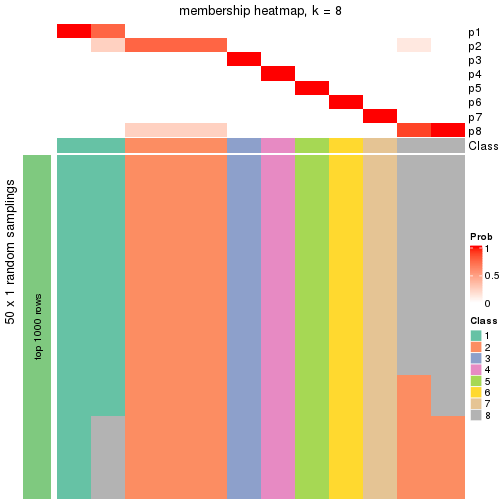 membership heatmap, k = 8
p1
p2
p3
p4
p5
p6
p7
p8
Class
50 x 1 random samplings
top 1000 rows
Prob
1
0.5
0
Class
1
2
3
4
5
6
7
8